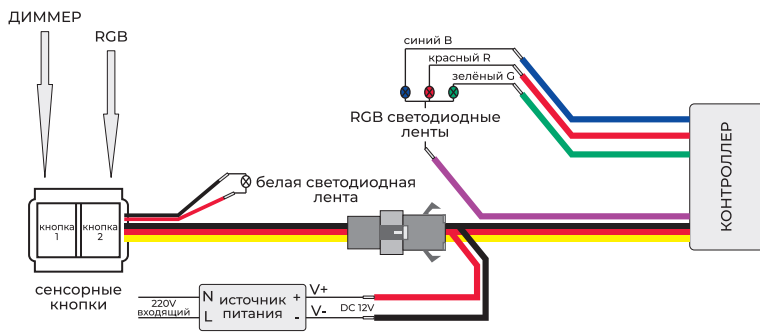 ДИММЕР
RGB
синий B
красный R
зелёный G
RGB светодиодные
ленты
КОНТРОЛЛЕР
белая светодиодная
лента
кнопка
1
кнопка
2
сенсорные
кнопки
220V
входящий
N
L
источник
питания
+
-
V+
V-
DC 12V